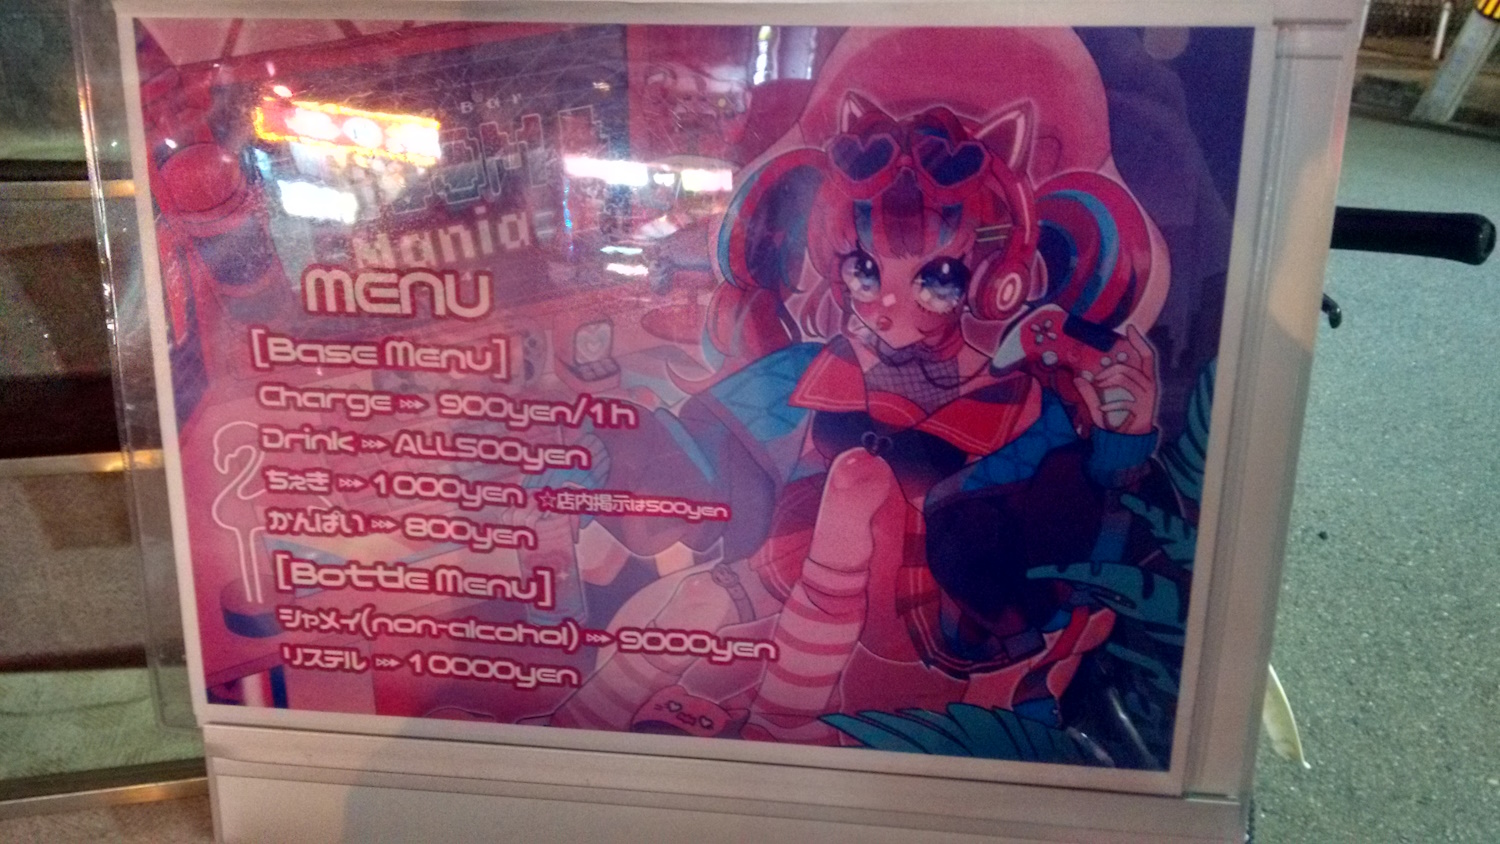 BAR
Mania
MENU
[Base Menu]
Charge ▷▷▷ 900yen/1h
Drink ▷▷▷ ALL500yen
ちぇき ▷▷▷ 1000yen ☆店内掲示は500yen
かんぱい ▷▷▷ 800yen
[Bottle Menu]
シャメイ(non-alcohol) ▷▷▷ 9000yen
リステル ▷▷▷ 10000yen